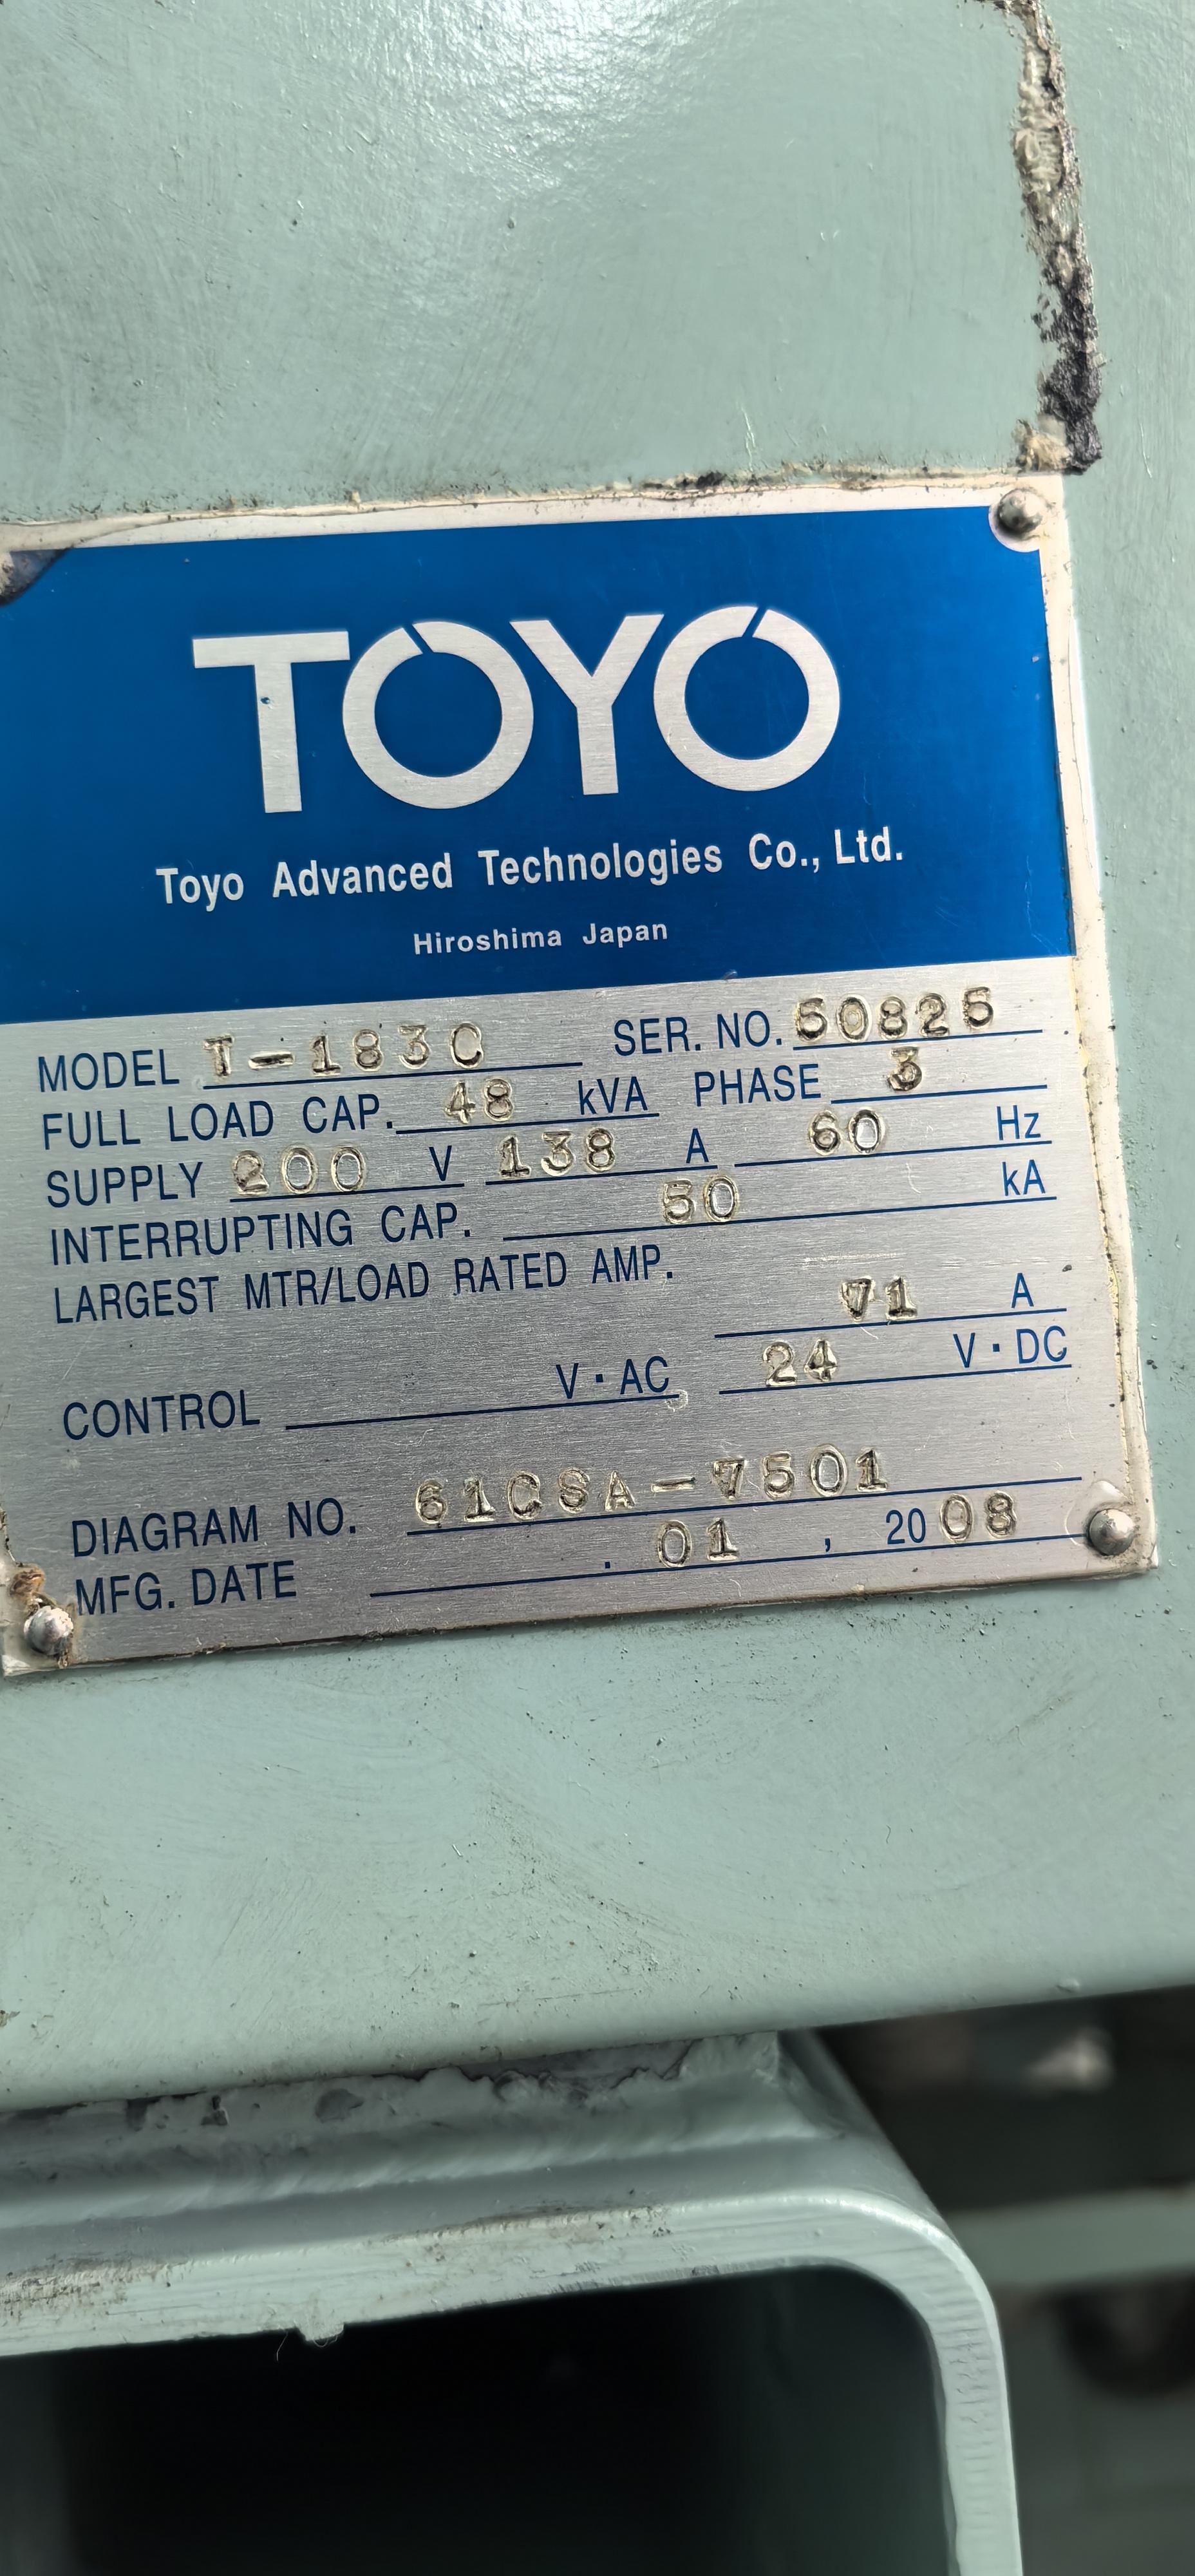 TOYO
Toyo Advanced Technologies Co., Ltd.
Hiroshima Japan
MODEL T-183C SER. NO. 50825
FULL LOAD CAP. 48 kVA PHASE 3
SUPPLY 200 V 138 A 60 Hz
INTERRUPTING CAP. 50 kA
LARGEST MTR/LOAD RATED AMP.
71 A
CONTROL V·AC 24 V·DC
DIAGRAM NO. 61CSA-7501
MFG. DATE . 01 , 2008